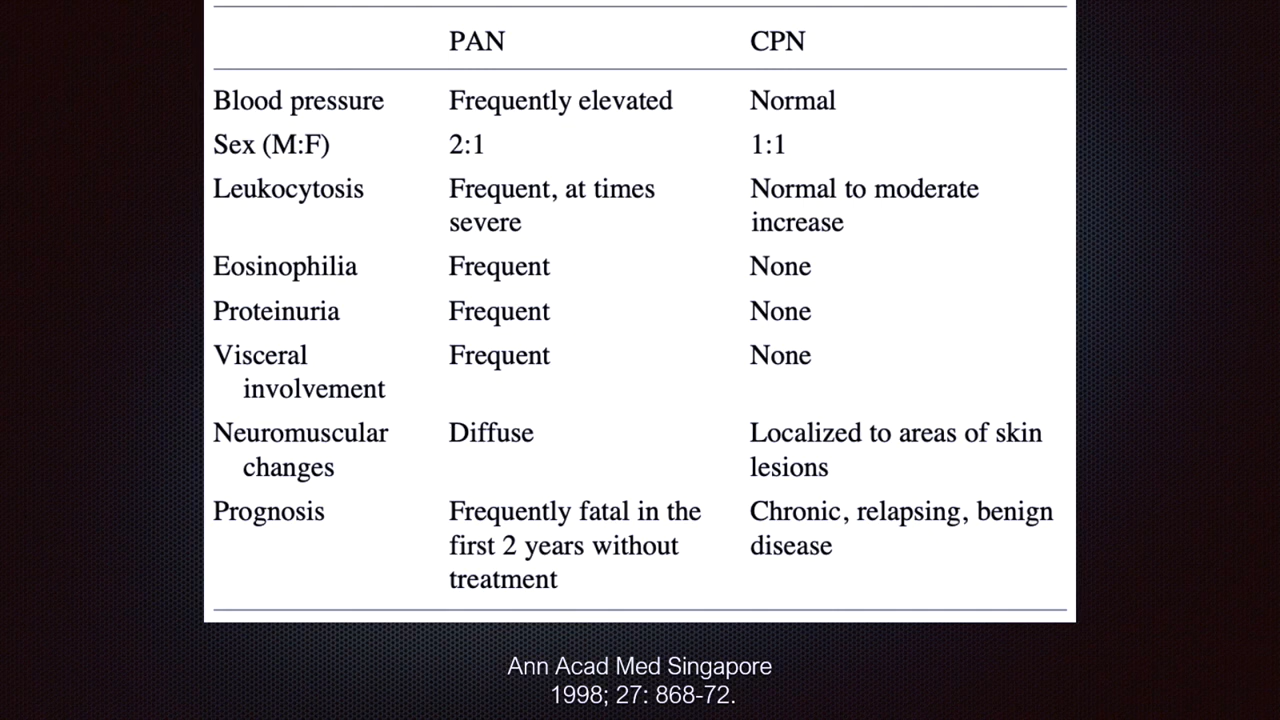 PAN CPN
Blood pressure Frequently elevated Normal
Sex (M:F) 2:1 1:1
Leukocytosis Frequent, at times Normal to moderate
severe increase
Eosinophilia Frequent None
Proteinuria Frequent None
Visceral Frequent None
involvement
Neuromuscular Diffuse Localized to areas of skin
changes lesions
Prognosis Frequently fatal in the Chronic, relapsing, benign
first 2 years without disease
treatment
Ann Acad Med Singapore
1998; 27: 868-72.